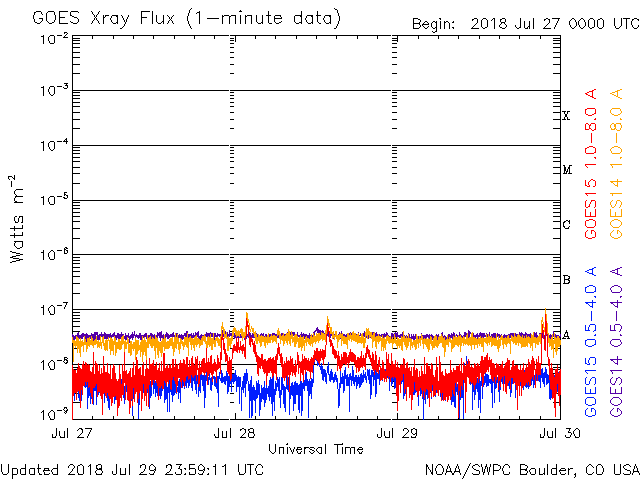 GOES Xray Flux (1-minute data)
Begin: 2018 Jul 27 0000 UTC
10⁻²
10⁻³
10⁻⁴
10⁻⁵
10⁻⁶
10⁻⁷
10⁻⁸
10⁻⁹
Watts m⁻²
X
M
C
B
A
GOES15 1.0-8.0 A
GOES14 1.0-8.0 A
GOES15 0.5-4.0 A
GOES14 0.5-4.0 A
Jul 27 Jul 28 Jul 29 Jul 30
Universal Time
Updated 2018 Jul 29 23:59:11 UTC
NOAA/SWPC Boulder, CO USA